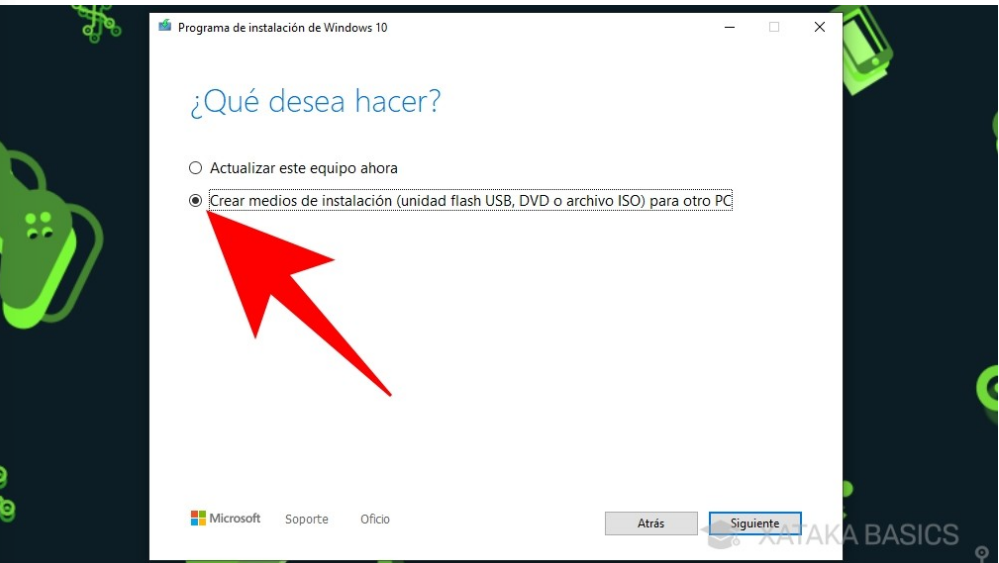 Programa de instalación de Windows 10
¿Qué desea hacer?
Actualizar este equipo ahora
Crear medios de instalación (unidad flash USB, DVD o archivo ISO) para otro PC
Microsoft Soporte Oficio
Atrás Siguiente
XATAKA BASICS